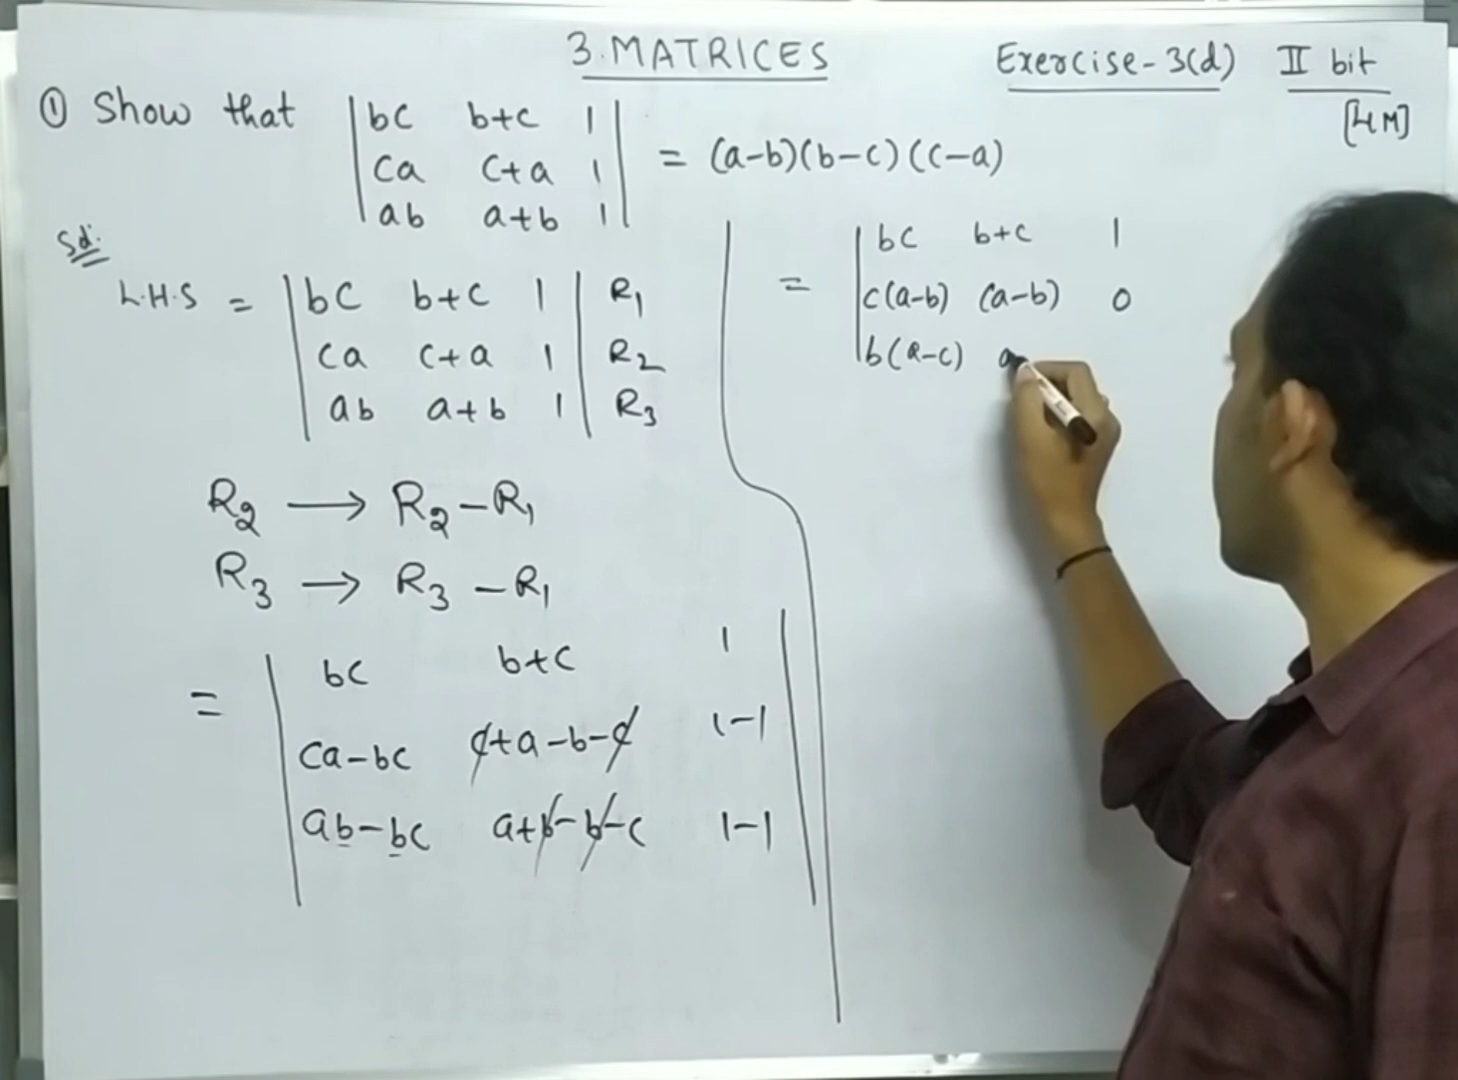 3. MATRICES
Exercise-3(d) II bit
[4M]
① Show that | bc b+c 1 |
| ca c+a 1 | = (a-b)(b-c)(c-a)
| ab a+b 1 |
Sol:
L.H.S = | bc b+c 1 | R₁
| ca c+a 1 | R₂
| ab a+b 1 | R₃
R₂ → R₂-R₁
R₃ → R₃-R₁
= | bc b+c 1 |
| ca-bc c+a-b-c 1-1 |
| ab-bc a+b-b-c 1-1 |
| bc b+c 1
= | c(a-b) (a-b) 0
| b(a-c) a